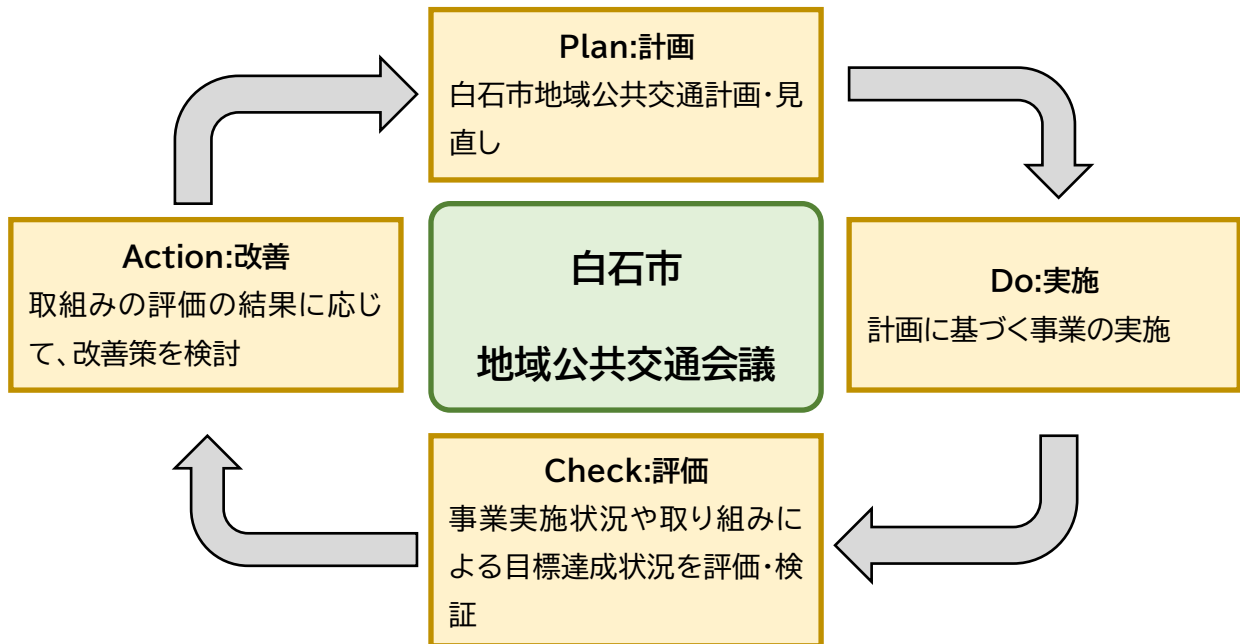 Plan:計画
白石市地域公共交通計画・見
直し
Action:改善
取組みの評価の結果に応じ
て、改善策を検討
白石市
地域公共交通会議
Do:実施
計画に基づく事業の実施
Check:評価
事業実施状況や取り組みに
よる目標達成状況を評価・検
証